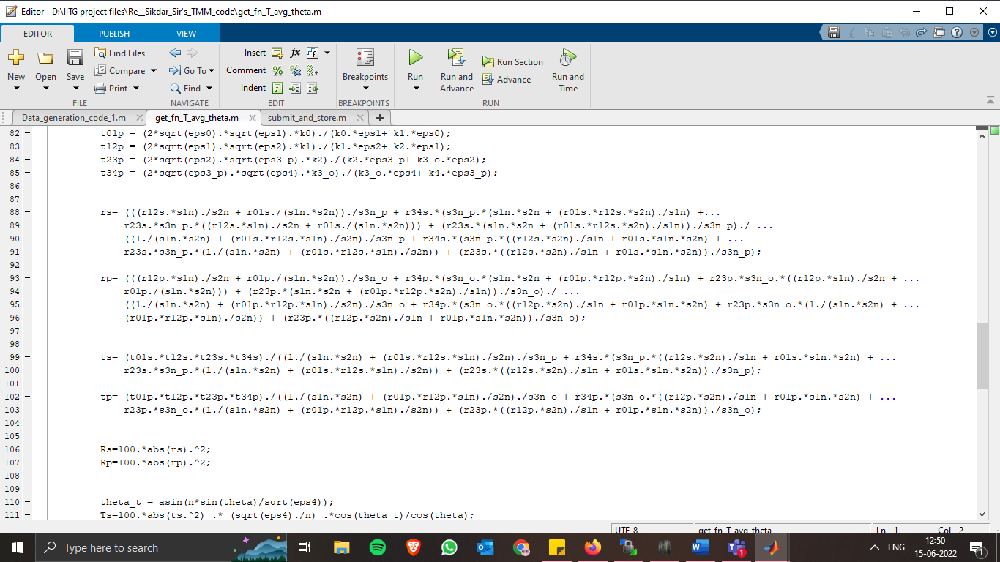 Editor - D:\IITG project files\Re__Sikdar_Sir's_TMM_code\get_fn_T_avg_theta.m
EDITOR PUBLISH VIEW
New Open Save Find Files Compare Print
FILE
Go To Find
NAVIGATE
Insert fx
Comment
Indent
EDIT
Breakpoints
BREAKPOINTS
Run Run and Advance Run Section Advance Run and Time
RUN
Data_generation_code_1.m get_fn_T_avg_theta.m submit_and_store.m +
82 – t01p = (2*sqrt(eps0).*sqrt(eps1).*k0)./(k0.*eps1+ k1.*eps0);
83 – t12p = (2*sqrt(eps1).*sqrt(eps2).*k1)./(k1.*eps2+ k2.*eps1);
84 – t23p = (2*sqrt(eps2).*sqrt(eps3_p).*k2)./(k2.*eps3_p+ k3_o.*eps2);
85 – t34p = (2*sqrt(eps3_p).*sqrt(eps4).*k3_o)./(k3_o.*eps4+ k4.*eps3_p);
86
87
88 – rs= (((r12s.*s1n)./s2n + r01s./(s1n.*s2n))./s3n_p + r34s.*(s3n_p.*(s1n.*s2n + (r01s.*r12s.*s2n)./s1n) +...
89 r23s.*s3n_p.*((r12s.*s1n)./s2n + r01s./(s1n.*s2n))) + (r23s.*(s1n.*s2n + (r01s.*r12s.*s2n)./s1n))./s3n_p)./ ...
90 ((1./(s1n.*s2n) + (r01s.*r12s.*s1n)./s2n)./s3n_p + r34s.*(s3n_p.*((r12s.*s2n)./s1n + r01s.*s1n.*s2n) + ...
91 r23s.*s3n_p.*(1./(s1n.*s2n) + (r01s.*r12s.*s1n)./s2n)) + (r23s.*((r12s.*s2n)./s1n + r01s.*s1n.*s2n))./s3n_p);
92
93 – rp= (((r12p.*s1n)./s2n + r01p./(s1n.*s2n))./s3n_o + r34p.*(s3n_o.*(s1n.*s2n + (r01p.*r12p.*s2n)./s1n) + r23p.*s3n_o.*((r12p.*s1n)./s2n + ...
94 r01p./(s1n.*s2n))) + (r23p.*(s1n.*s2n + (r01p.*r12p.*s2n)./s1n))./s3n_o)./ ...
95 ((1./(s1n.*s2n) + (r01p.*r12p.*s1n)./s2n)./s3n_o + r34p.*(s3n_o.*((r12p.*s2n)./s1n + r01p.*s1n.*s2n) + r23p.*s3n_o.*(1./(s1n.*s2n) + ...
96 (r01p.*r12p.*s1n)./s2n)) + (r23p.*((r12p.*s2n)./s1n + r01p.*s1n.*s2n))./s3n_o);
97
98
99 – ts= (t01s.*t12s.*t23s.*t34s)./((1./(s1n.*s2n) + (r01s.*r12s.*s1n)./s2n)./s3n_p + r34s.*(s3n_p.*((r12s.*s2n)./s1n + r01s.*s1n.*s2n) + ...
100 r23s.*s3n_p.*(1./(s1n.*s2n) + (r01s.*r12s.*s1n)./s2n)) + (r23s.*((r12s.*s2n)./s1n + r01s.*s1n.*s2n))./s3n_p);
101
102 – tp= (t01p.*t12p.*t23p.*t34p)./((1./(s1n.*s2n) + (r01p.*r12p.*s1n)./s2n)./s3n_o + r34p.*(s3n_o.*((r12p.*s2n)./s1n + r01p.*s1n.*s2n) + ...
103 r23p.*s3n_o.*(1./(s1n.*s2n) + (r01p.*r12p.*s1n)./s2n)) + (r23p.*((r12p.*s2n)./s1n + r01p.*s1n.*s2n))./s3n_o);
104
105
106 – Rs=100.*abs(rs).^2;
107 – Rp=100.*abs(rp).^2;
108
109
110 – theta_t = asin(n*sin(theta)/sqrt(eps4));
111 – Ts=100.*abs(ts.^2) .* (sqrt(eps4)./n) .*cos(theta_t)/cos(theta);
UTF-8 get_fn_T_avg_theta Ln 1 Col 2
Type here to search
ENG
12:50
15-06-2022
1
1